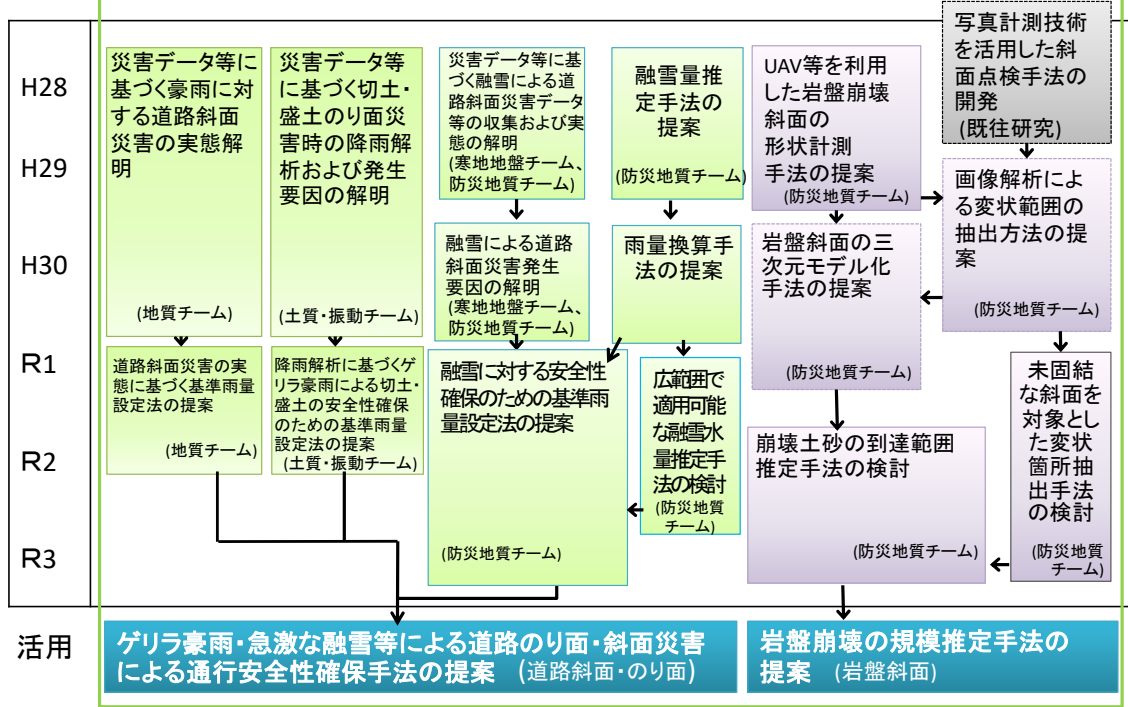 H28
H29
H30
R1
R2
R3
活用
災害データ等に
基づく豪雨に対
する道路斜面
災害の実態解
明
(地質チーム)
災害データ等
に基づく切土・
盛土のり面災
害時の降雨解
析および発生
要因の解明
(土質・振動チーム)
災害データ等に基
づく融雪による道
路斜面災害データ
等の収集および実
態の解明
(寒地地盤チーム、
防災地質チーム)
融雪量推
定手法の
提案
(防災地質チーム)
UAV等を利用
した岩盤崩壊
斜面の
形状計測
手法の提案
(防災地質チーム)
写真計測技術
を活用した斜
面点検手法の
開発
(既往研究)
画像解析によ
る変状範囲の
抽出方法の提
案
(防災地質チーム)
融雪による道路
斜面災害発生
要因の解明
(寒地地盤チーム、
防災地質チーム)
雨量換算手
法の提案
岩盤斜面の三
次元モデル化
手法の提案
(防災地質チーム)
道路斜面災害の実
態に基づく基準雨量
設定法の提案
(地質チーム)
降雨解析に基づくゲ
リラ豪雨による切土・
盛土の安全性確保
のための基準雨量
設定法の提案
(土質・振動チーム)
融雪に対する安全性
確保のための基準雨
量設定法の提案
(防災地質チーム)
広範囲で
適用可能
な融雪水
量推定手
法の検討
(防災地質
チーム)
崩壊土砂の到達範囲
推定手法の検討
(防災地質チーム)
未固結
な斜面を
対象とし
た変状
箇所抽
出手法
の検討
(防災地質
チーム)
ゲリラ豪雨・急激な融雪等による道路のり面・斜面災害
による通行安全性確保手法の提案 (道路斜面・のり面)
岩盤崩壊の規模推定手法の
提案 (岩盤斜面)